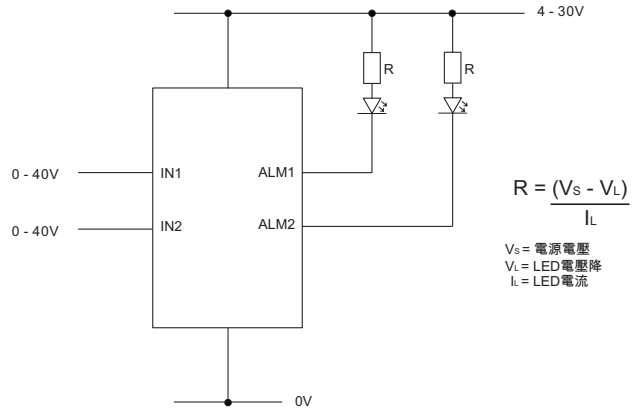 4 - 30V
R
R
0 - 40V
IN1
ALM1
0 - 40V
IN2
ALM2
R = (VS - VL)
IL
VS = 電源電壓
VL = LED電壓降
IL = LED電流
0V